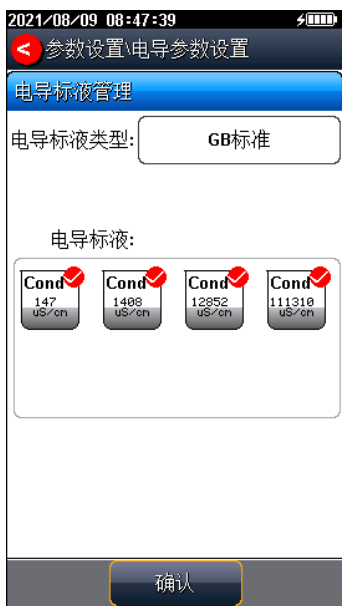 2021/08/09 08:47:39
参数设置\电导参数设置
电导标液管理
电导标液类型: GB标准
电导标液:
Cond Cond Cond Cond
147 1408 12852 111310
uS/cm uS/cm uS/cm uS/cm
确认